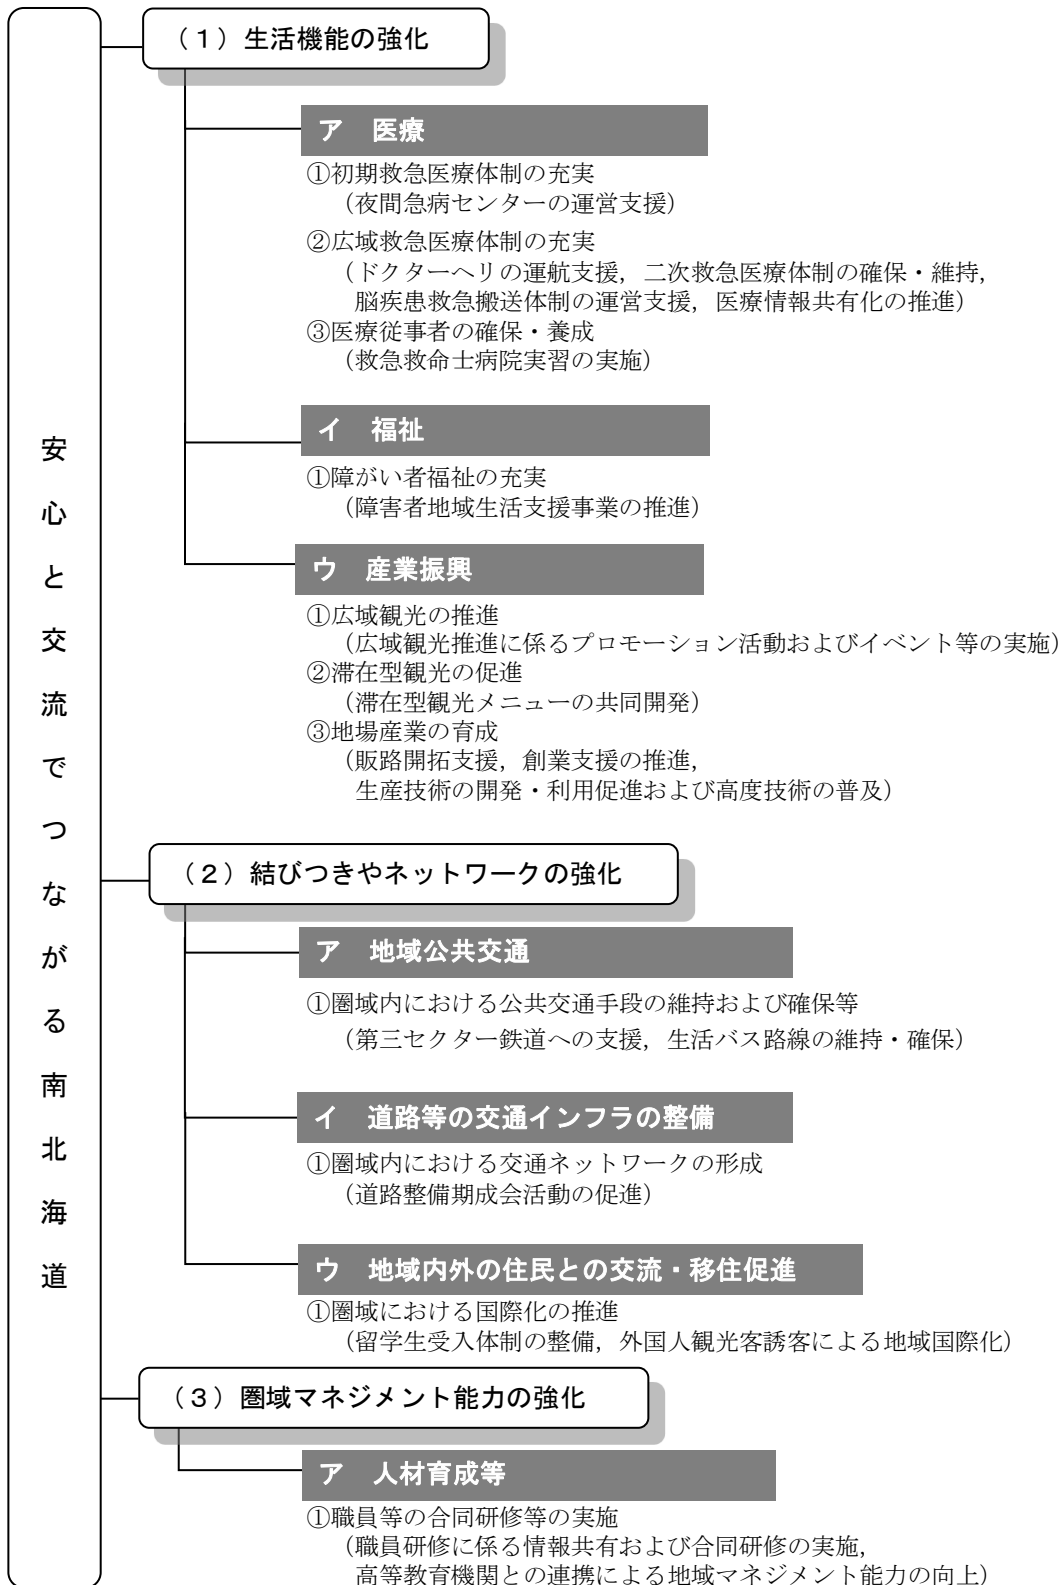 安心と交流でつながる南北海道
（１）生活機能の強化
ア　医療
①初期救急医療体制の充実
（夜間急病センターの運営支援）
②広域救急医療体制の充実
（ドクターヘリの運航支援，二次救急医療体制の確保・維持，
脳疾患救急搬送体制の運営支援，医療情報共有化の推進）
③医療従事者の確保・養成
（救急救命士病院実習の実施）
イ　福祉
①障がい者福祉の充実
（障害者地域生活支援事業の推進）
ウ　産業振興
①広域観光の推進
（広域観光推進に係るプロモーション活動およびイベント等の実施）
②滞在型観光の促進
（滞在型観光メニューの共同開発）
③地場産業の育成
（販路開拓支援，創業支援の推進，
生産技術の開発・利用促進および高度技術の普及）
（２）結びつきやネットワークの強化
ア　地域公共交通
①圏域内における公共交通手段の維持および確保等
（第三セクター鉄道への支援，生活バス路線の維持・確保）
イ　道路等の交通インフラの整備
①圏域内における交通ネットワークの形成
（道路整備期成会活動の促進）
ウ　地域内外の住民との交流・移住促進
①圏域における国際化の推進
（留学生受入体制の整備，外国人観光客誘客による地域国際化）
（３）圏域マネジメント能力の強化
ア　人材育成等
①職員等の合同研修等の実施
（職員研修に係る情報共有および合同研修の実施，
高等教育機関との連携による地域マネジメント能力の向上）